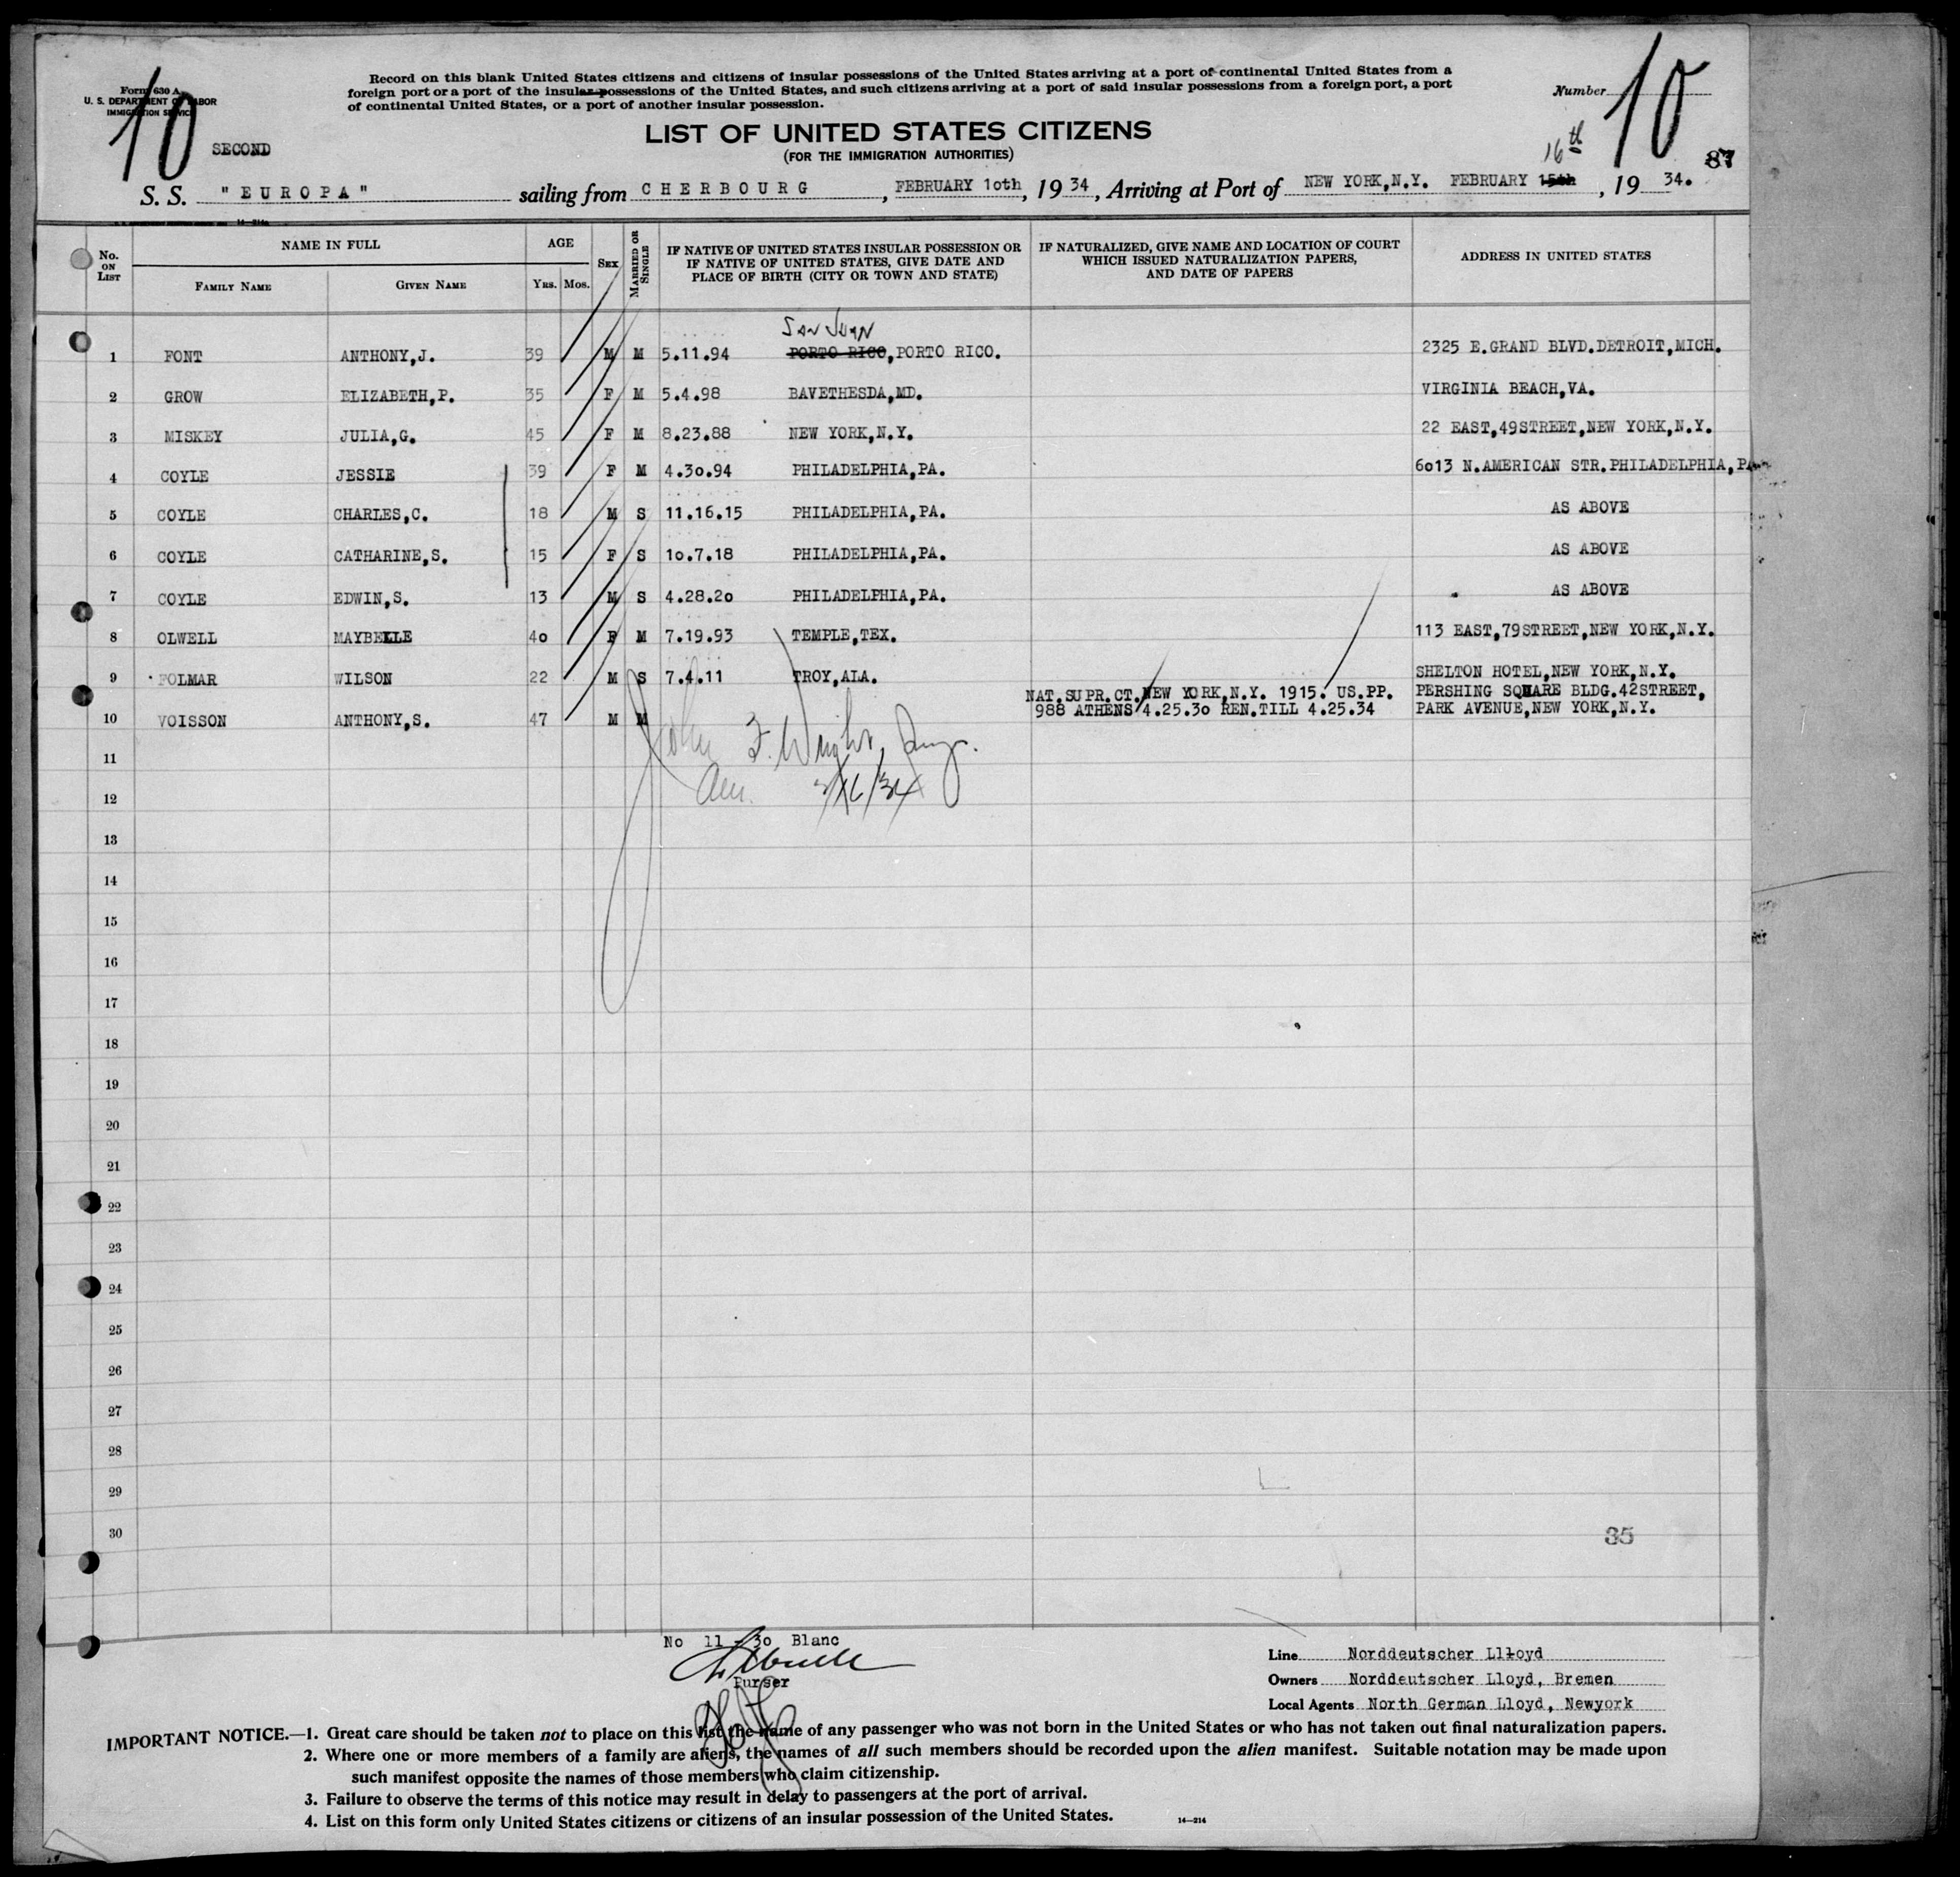 Form 630 A
U. S. DEPARTMENT OF LABOR
IMMIGRATION SERVICE
10
SECOND
Record on this blank United States citizens and citizens of insular possessions of the United States arriving at a port of continental United States from a
foreign port or a port of the insular possessions of the United States, and such citizens arriving at a port of said insular possessions from a foreign port, a port
of continental United States, or a port of another insular possession.
Number 10
LIST OF UNITED STATES CITIZENS
(FOR THE IMMIGRATION AUTHORITIES)
16th
87
S. S. "EUROPA" sailing from CHERBOURG, FEBRUARY 10th, 1934, Arriving at Port of NEW YORK,N.Y. FEBRUARY 15th, 1934.
No. ON LIST NAME IN FULL FAMILY NAME GIVEN NAME AGE YRS. MOS. SEX MARRIED OR SINGLE IF NATIVE OF UNITED STATES INSULAR POSSESSION OR IF NATIVE OF UNITED STATES, GIVE DATE AND PLACE OF BIRTH (CITY OR TOWN AND STATE) IF NATURALIZED, GIVE NAME AND LOCATION OF COURT WHICH ISSUED NATURALIZATION PAPERS, AND DATE OF PAPERS ADDRESS IN UNITED STATES
SAN JUAN
1 FONT ANTHONY,J. 39 M M 5.11.94 PORTO RICO,PORTO RICO. 2325 E.GRAND BLVD.DETROIT,MICH.
2 GROW ELIZABETH,P. 35 F M 5.4.98 BAVETHESDA,MD. VIRGINIA BEACH,VA.
3 MISKEY JULIA,G. 45 F M 8.23.88 NEW YORK,N.Y. 22 EAST,49STREET,NEW YORK,N.Y.
4 COYLE JESSIE 39 F M 4.30.94 PHILADELPHIA,PA. 6013 N.AMERICAN STR.PHILADELPHIA,PA
5 COYLE CHARLES,C. 18 M S 11.16.15 PHILADELPHIA,PA. AS ABOVE
6 COYLE CATHARINE,S. 15 F S 10.7.18 PHILADELPHIA,PA. AS ABOVE
7 COYLE EDWIN,S. 13 M S 4.28.20 PHILADELPHIA,PA. AS ABOVE
8 OLWELL MAYBELLE 40 F M 7.19.93 TEMPLE,TEX. 113 EAST,79STREET,NEW YORK,N.Y.
9 FOLMAR WILSON 22 M S 7.4.11 TROY,ALA. SHELTON HOTEL,NEW YORK,N.Y.
NAT.SUPR.CT.NEW YORK,N.Y. 1915. US.PP. PERSHING SQUARE BLDG.42STREET,
10 VOISSON ANTHONY,S. 47 M M 988 ATHENS 4.25.30 REN.TILL 4.25.34 PARK AVENUE,NEW YORK,N.Y.
John F. Wright,
2/16/34
11
12
13
14
15
16
17
18
19
20
21
22
23
24
25
26
27
28
29
30
35
No 11 - 30 Blanc
Purser
Line Norddeutscher Lloyd
Owners Norddeutscher Lloyd, Bremen
Local Agents North German Lloyd, Newyork
IMPORTANT NOTICE.—1. Great care should be taken not to place on this list the name of any passenger who was not born in the United States or who has not taken out final naturalization papers.
2. Where one or more members of a family are aliens, the names of all such members should be recorded upon the alien manifest. Suitable notation may be made upon
such manifest opposite the names of those members who claim citizenship.
3. Failure to observe the terms of this notice may result in delay to passengers at the port of arrival.
4. List on this form only United States citizens or citizens of an insular possession of the United States.
14—214